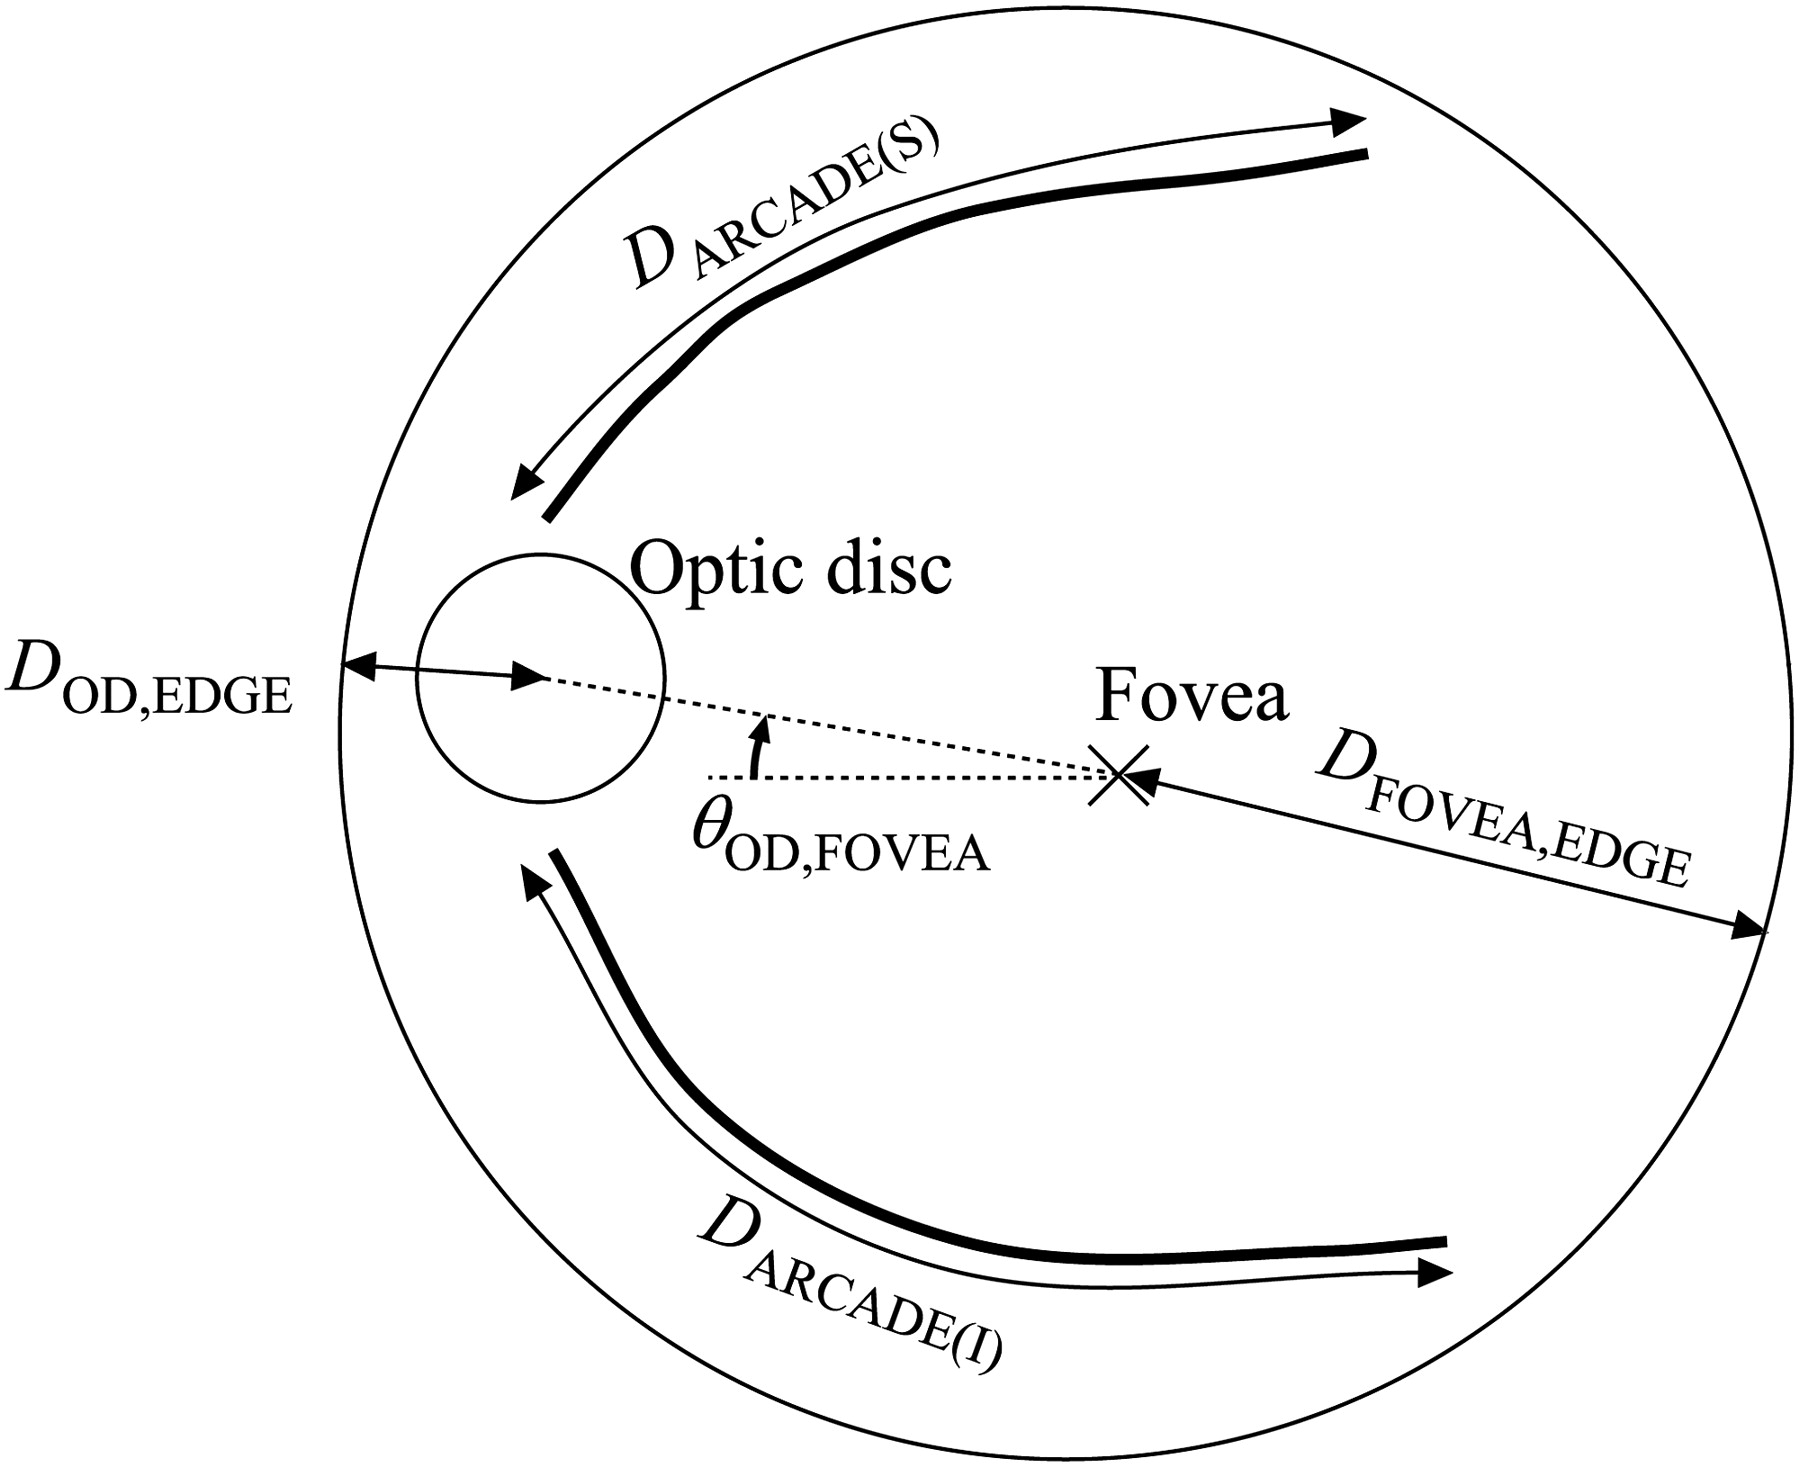 D ARCADE(S)
Optic disc
D OD,EDGE
Fovea
D FOVEA,EDGE
θ OD,FOVEA
D ARCADE(I)